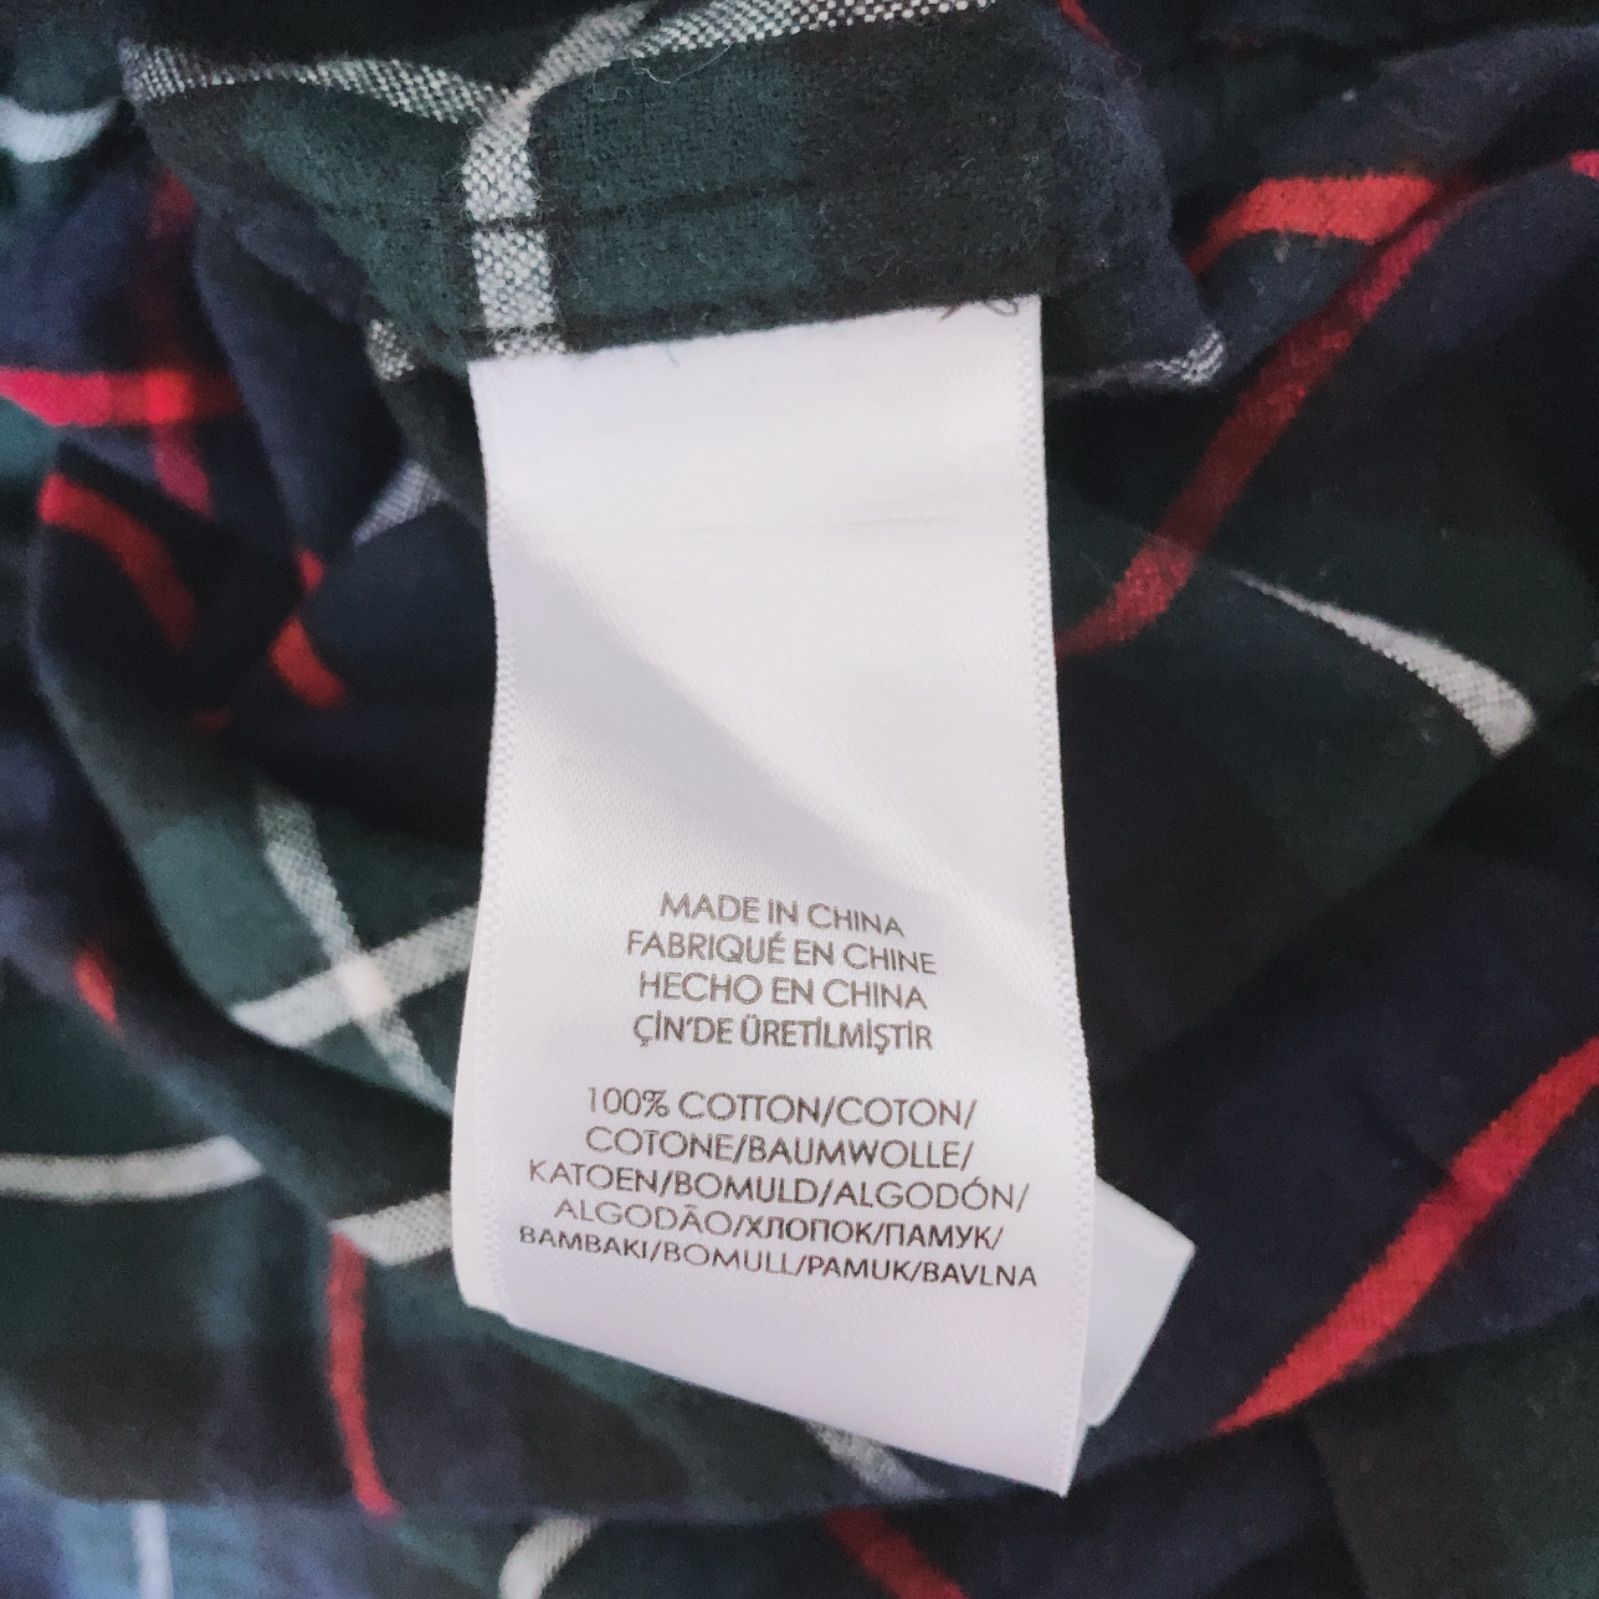 MADE IN CHINA
FABRIQUÉ EN CHINE
HECHO EN CHINA
ÇİN'DE ÜRETİLMİŞTİR
100% COTTON/COTON/
COTONE/BAUMWOLLE/
KATOEN/BOMULD/ALGODÓN/
ALGODÃO/ХЛОПОК/ПАМУК/
BAMBAKI/BOMULL/PAMUK/BAVLNA